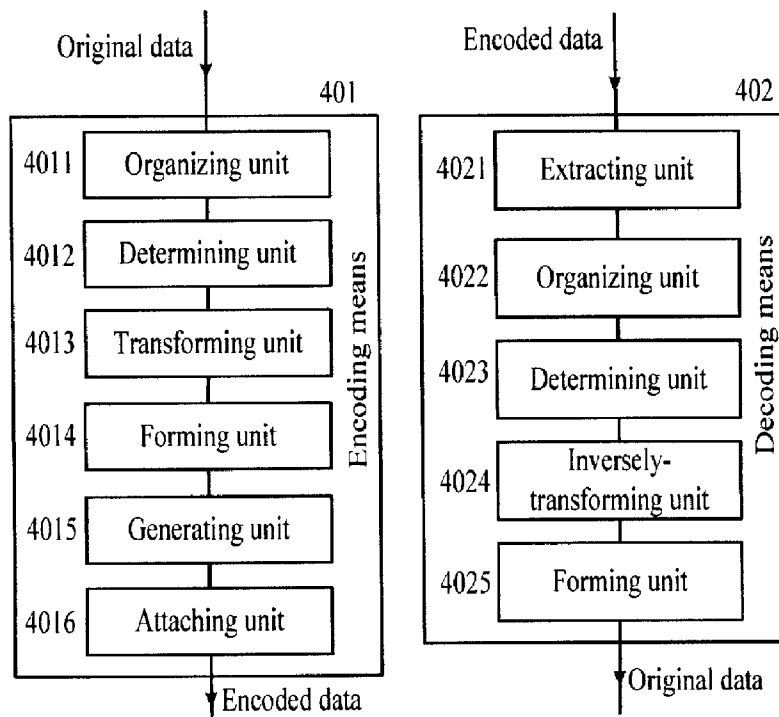 Original data
401
4011
Organizing unit
4012
Determining unit
4013
Transforming unit
4014
Forming unit
4015
Generating unit
4016
Attaching unit
Encoding means
Encoded data
Encoded data
402
4021
Extracting unit
4022
Organizing unit
4023
Determining unit
4024
Inversely-
transforming unit
4025
Forming unit
Decoding means
Original data